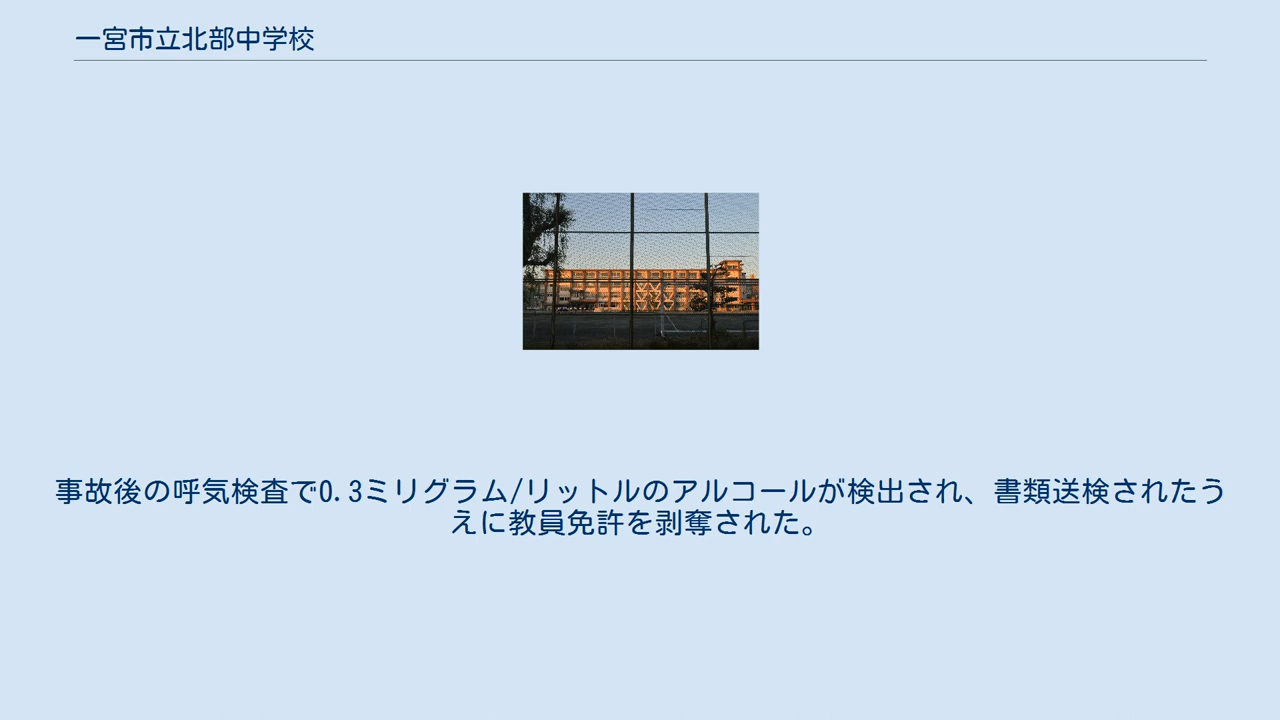 一宮市立北部中学校
事故後の呼気検査で0.3ミリグラム/リットルのアルコールが検出され、書類送検されたう
えに教員免許を剥奪された。